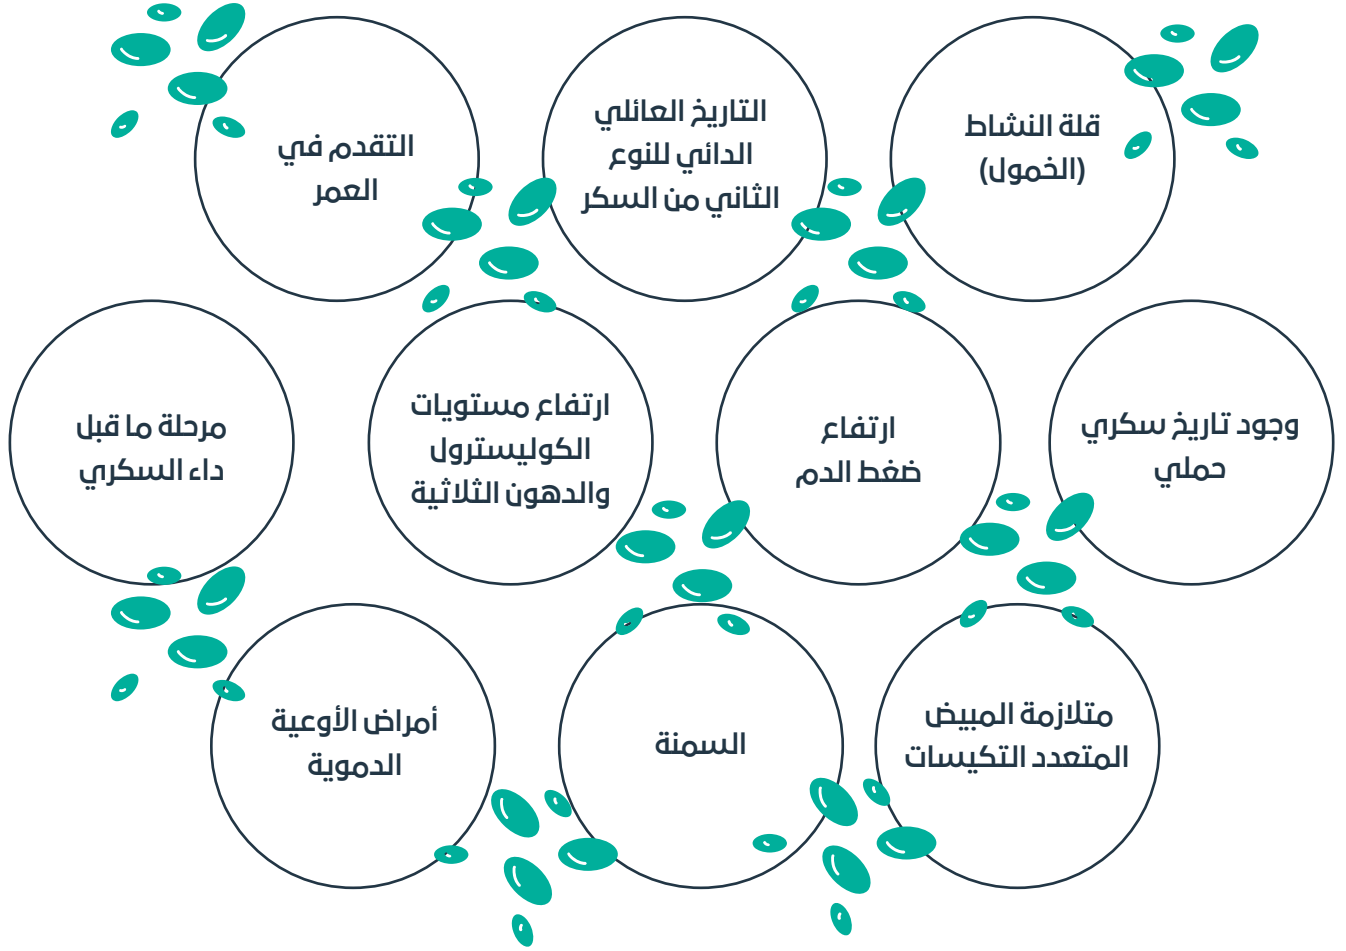 قلة النشاط
(الخمول)
التاريخ العائلي
الدائي للنوع
الثاني من السكر
التقدم في
العمر
وجود تاريخ سكري
حملي
ارتفاع
ضغط الدم
ارتفاع مستويات
الكوليسترول
والدهون الثلاثية
مرحلة ما قبل
داء السكري
متلازمة المبيض
المتعدد التكيسات
السمنة
أمراض الأوعية
الدموية